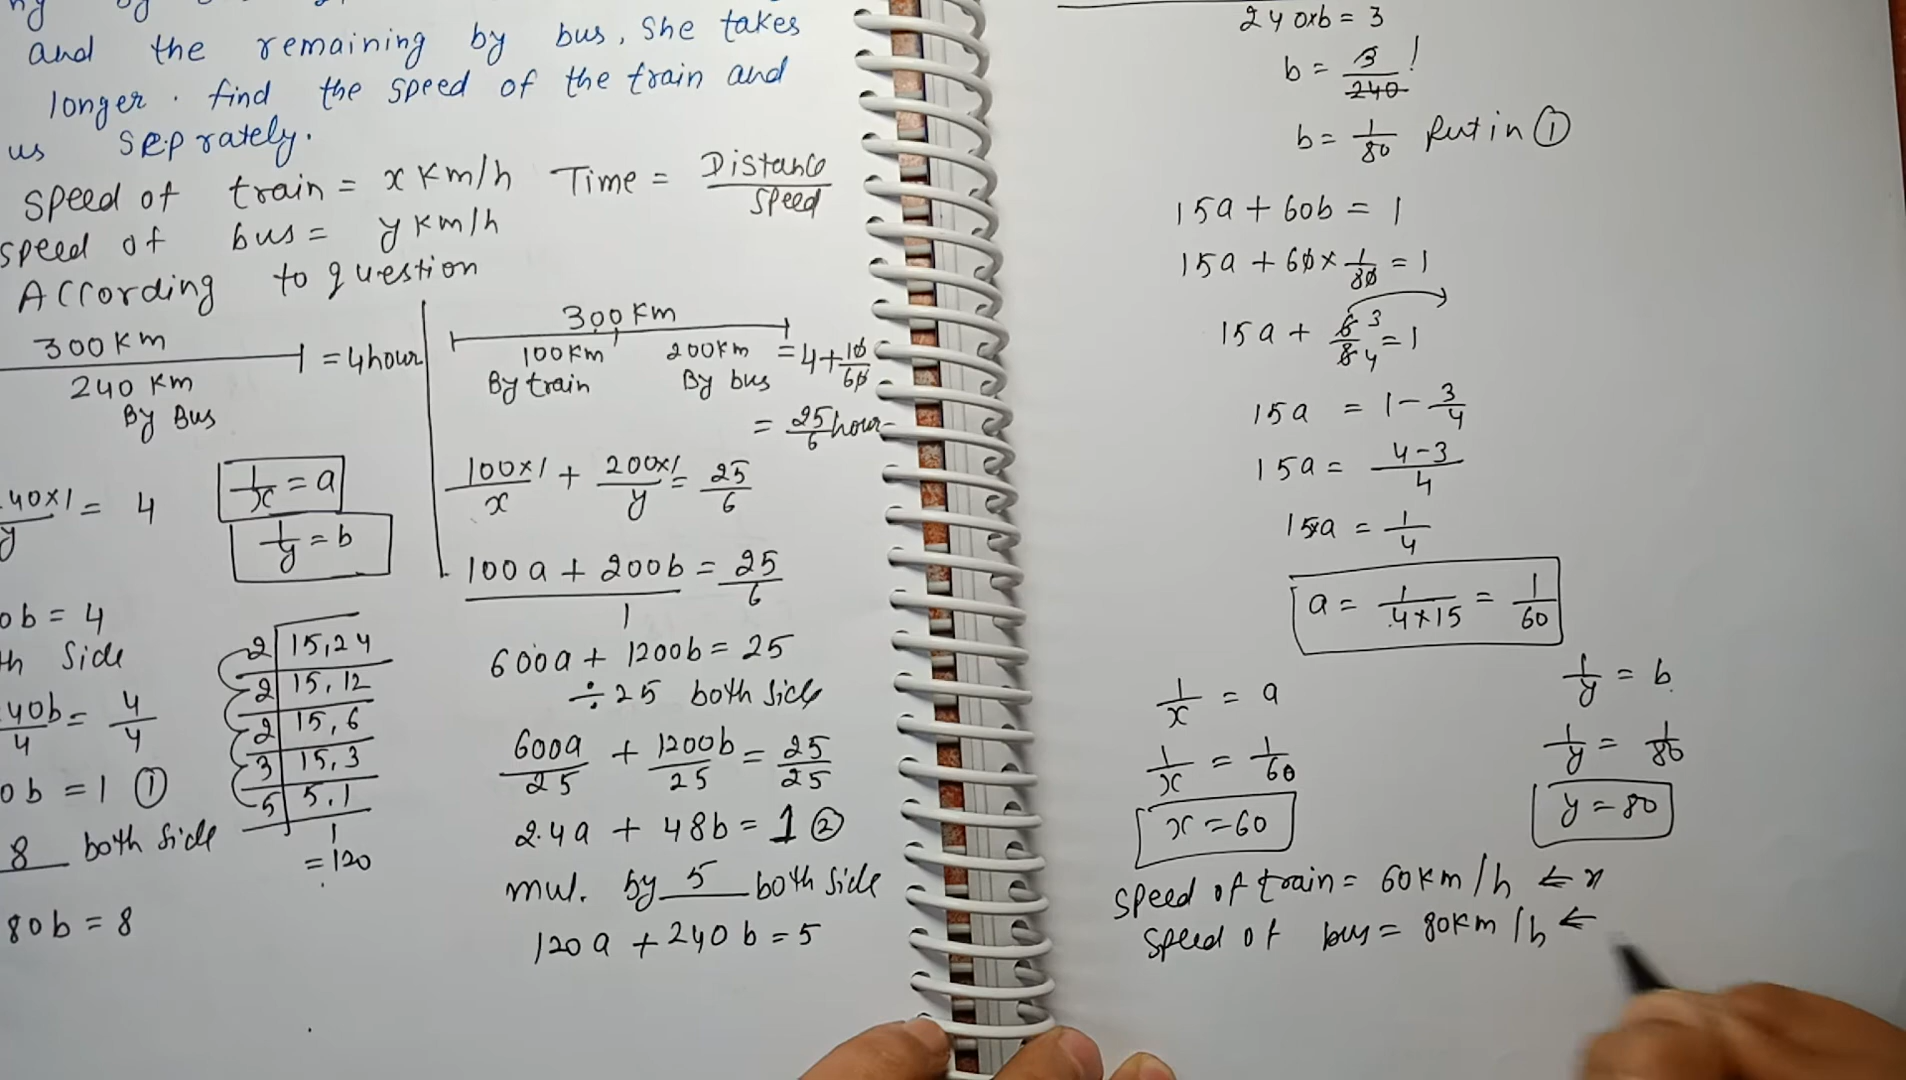 and the remaining by bus, she takes
longer. find the speed of the train and
us seprately.
speed of train = x km/h Time = Distance/speed
speed of bus = y km/h
According to question
300 km
= 4 hour
240 km
By Bus
40×1/y = 4
1/x = a
1/y = b
0b = 4
th side
40b/4 = 4/4
0b = 1 ①
8 both side
80b = 8
2 | 15,24
2 | 15, 12
2 | 15, 6
3 | 15, 3
5 | 5, 1
1
= 120
300 km
100 km 200 km = 4 + 10/60
By train By bus
= 25/6 hour
100×1/x + 200×1/y = 25/6
100a + 200b/1 = 25/6
600a + 1200b = 25
÷ 25 both side
600a/25 + 1200b/25 = 25/25
24a + 48b = 1 ②
mul. by 5 both side
120a + 240b = 5
240×b = 3
b = 3/240 1
b = 1/80 Put in ①
15a + 60b = 1
15a + 60 × 1/80 = 1
15a + 6/8 3/4 = 1
15a = 1 - 3/4
15a = 4-3/4
15×a = 1/4
a = 1/4×15 = 1/60
1/x = a
1/x = 1/60
x = 60
1/y = b
1/y = 1/80
y = 80
speed of train = 60 km/h ← x
speed of bus = 80 km/h ←